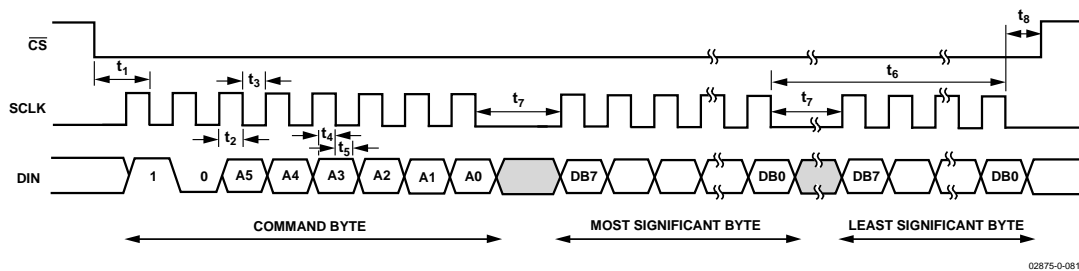 t8
CS
t1
t3
t6
SCLK
t7
t7
t2
t4
t5
DIN
1 0 A5 A4 A3 A2 A1 A0 DB7 DB0 DB7 DB0
COMMAND BYTE MOST SIGNIFICANT BYTE LEAST SIGNIFICANT BYTE
02875-0-081